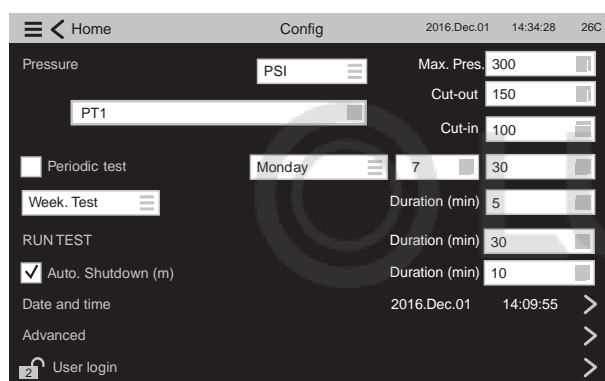 Home Config 2016.Dec.01 14:34:28 26C
Pressure PSI Max. Pres. 300
Cut-out 150
PT1
Cut-in 100
Periodic test Monday 7 30
Week. Test Duration (min) 5
RUN TEST Duration (min) 30
Auto. Shutdown (m) Duration (min) 10
Date and time 2016.Dec.01 14:09:55
Advanced
2 User login